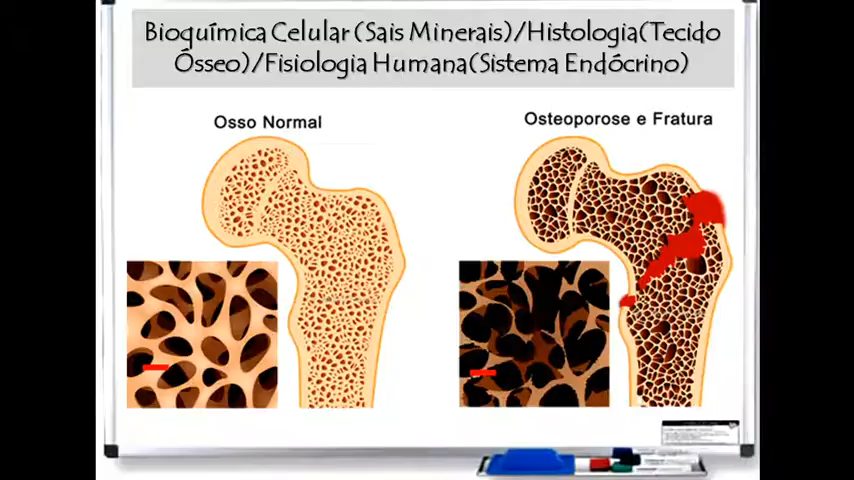 Bioquímica Celular (Sais Minerais)/Histologia(Tecido
Ósseo)/Fisiologia Humana(Sistema Endócrino)
Osso Normal
Osteoporose e Fratura